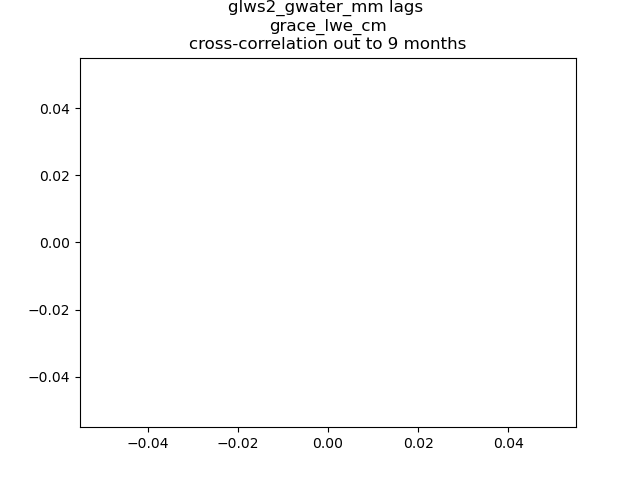 glws2_gwater_mm lags
grace_lwe_cm
cross-correlation out to 9 months
0.04
0.02
0.00
−0.02
−0.04
−0.04 −0.02 0.00 0.02 0.04